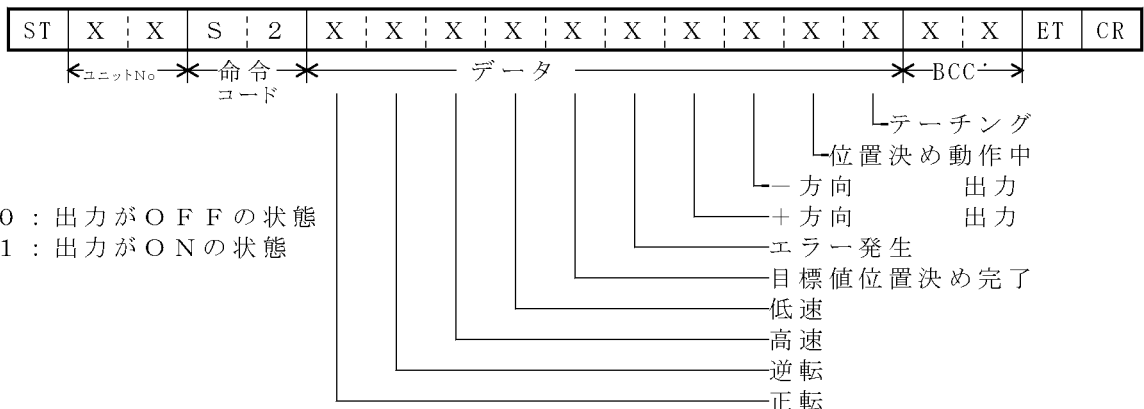 ST X X S 2 X X X X X X X X X X X X ET CR
ユニットNo 命令 データ BCC
コード
テーチング
位置決め動作中
－方向 出力
0：出力がOFFの状態
＋方向 出力
1：出力がONの状態
エラー発生
目標値位置決め完了
低速
高速
逆転
正転